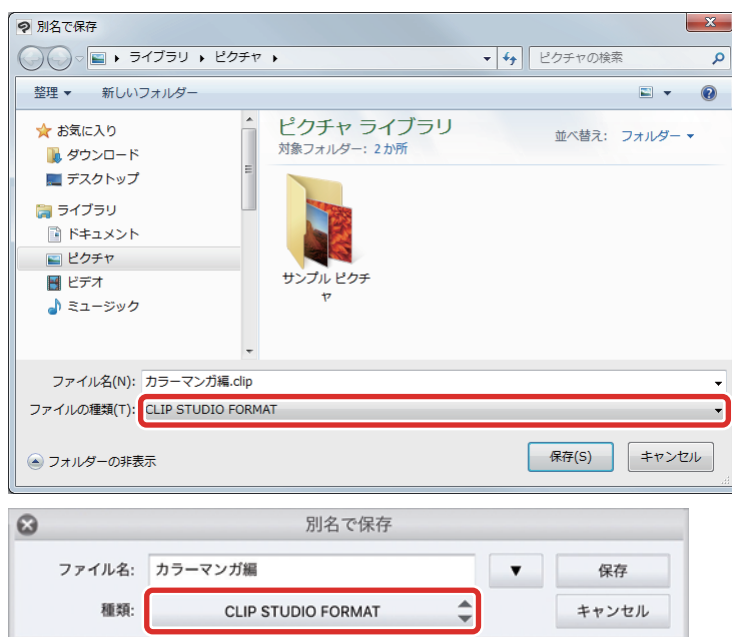 別名で保存
ライブラリ ピクチャ
ピクチャの検索
整理 新しいフォルダー
お気に入り
ダウンロード
デスクトップ
ライブラリ
ドキュメント
ピクチャ
ビデオ
ミュージック
ピクチャ ライブラリ
対象フォルダー: 2 か所
並べ替え: フォルダー
サンプル ピクチ
ャ
ファイル名(N): カラーマンガ編.clip
ファイルの種類(T): CLIP STUDIO FORMAT
フォルダーの非表示
保存(S) キャンセル
別名で保存
ファイル名: カラーマンガ編 保存
種類: CLIP STUDIO FORMAT キャンセル